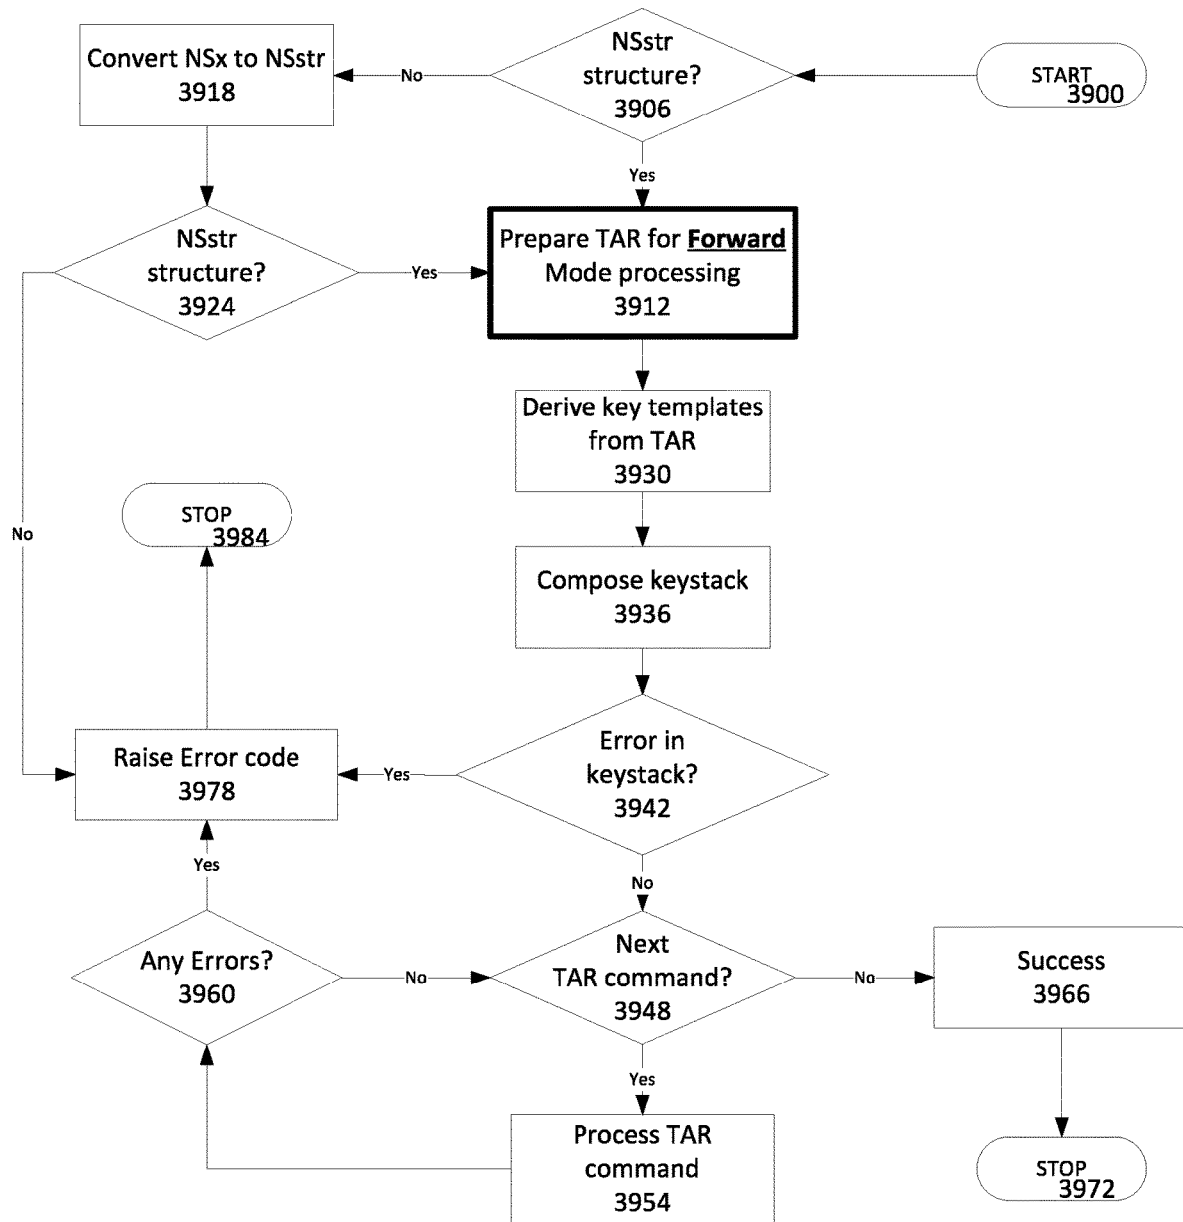 Convert NSx to NSstr
3918
No
NSstr
structure?
3906
START
3900
Yes
NSstr
structure?
3924
Yes
Prepare TAR for Forward
Mode processing
3912
Derive key templates
from TAR
3930
No
STOP
3984
Compose keystack
3936
Raise Error code
3978
Yes
Error in
keystack?
3942
Yes
No
Any Errors?
3960
No
Next
TAR command?
3948
No
Success
3966
Yes
Process TAR
command
3954
STOP
3972